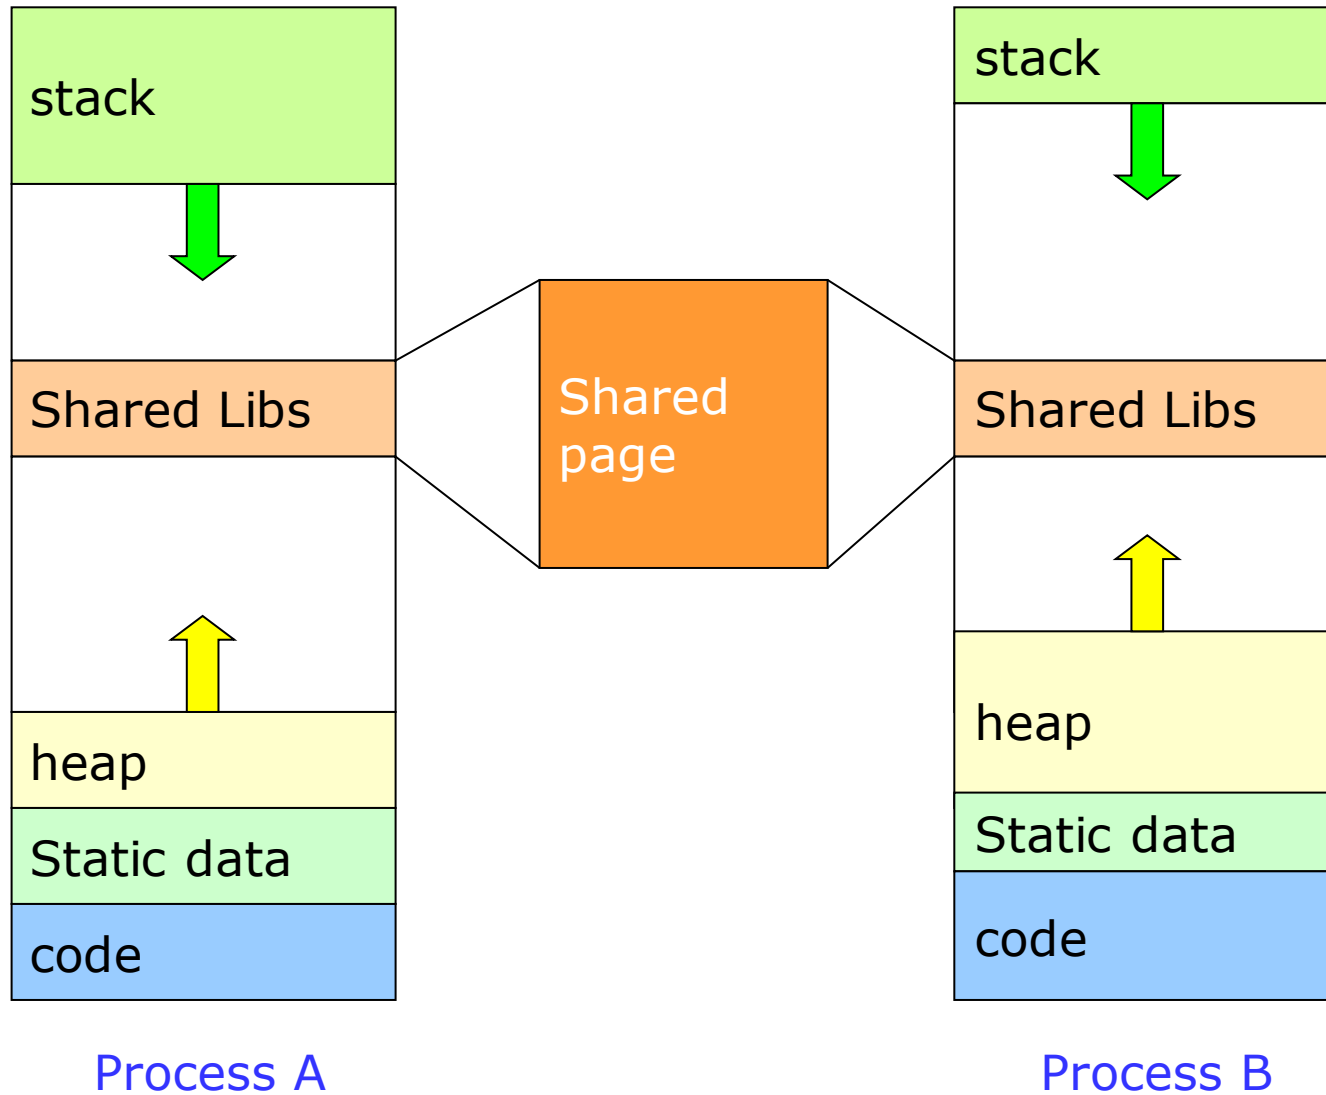 stack
Shared Libs
heap
Static data
code
Process A
Shared
page
stack
Shared Libs
heap
Static data
code
Process B